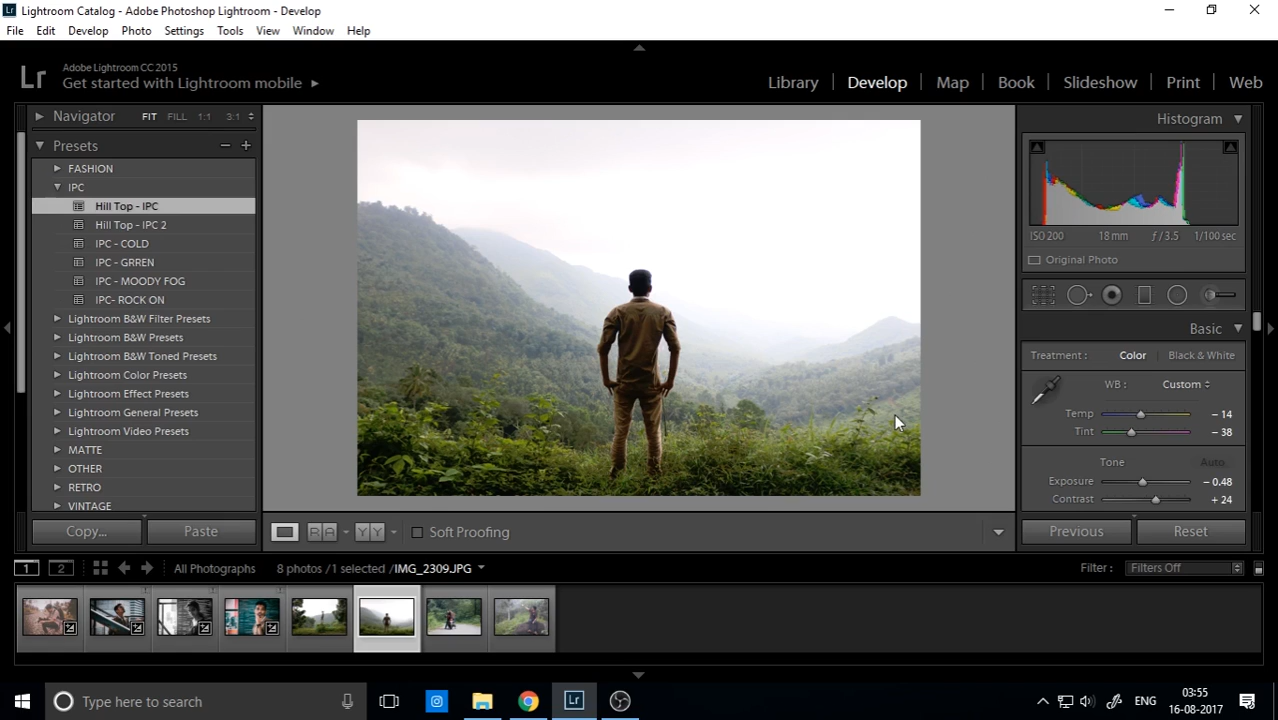 Lightroom Catalog - Adobe Photoshop Lightroom - Develop
File Edit Develop Photo Settings Tools View Window Help
Lr Adobe Lightroom CC 2015
Get started with Lightroom mobile
Library Develop Map Book Slideshow Print Web
Navigator FIT FILL 1:1 3:1
Presets
FASHION
IPC
Hill Top - IPC
Hill Top - IPC 2
IPC - COLD
IPC - GRREN
IPC - MOODY FOG
IPC- ROCK ON
Lightroom B&W Filter Presets
Lightroom B&W Presets
Lightroom B&W Toned Presets
Lightroom Color Presets
Lightroom Effect Presets
Lightroom General Presets
Lightroom Video Presets
MATTE
OTHER
RETRO
VINTAGE
Copy... Paste
Histogram
ISO 200 18 mm ƒ / 3.5 1/100 sec
Original Photo
Basic
Treatment : Color Black & White
WB : Custom
Temp - 14
Tint - 38
Tone Auto
Exposure - 0.48
Contrast + 24
Previous Reset
R A Y Y Soft Proofing
1 2 All Photographs 8 photos / 1 selected / IMG_2309.JPG Filter : Filters Off
Type here to search
Lr
ENG
03:55
16-08-2017